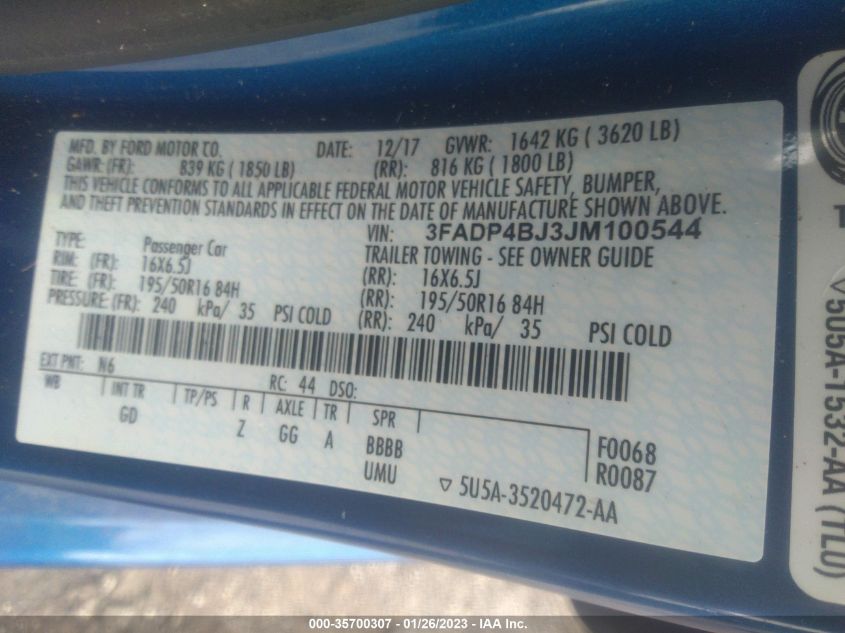 MFD. BY FORD MOTOR CO. DATE: 12/17 GVWR: 1642 KG ( 3620 LB)
GAWR (FR): 839 KG ( 1850 LB) (RR): 816 KG ( 1800 LB)
THIS VEHICLE CONFORMS TO ALL APPLICABLE FEDERAL MOTOR VEHICLE SAFETY, BUMPER,
AND THEFT PREVENTION STANDARDS IN EFFECT ON THE DATE OF MANUFACTURE SHOWN ABOVE.
VIN: 3FADP4BJ3JM100544
TYPE: Passenger Car TRAILER TOWING - SEE OWNER GUIDE
RIM: (FR): 16X6.5J (RR): 16X6.5J
TIRE: (FR): 195/50R16 84H (RR): 195/50R16 84H
PRESSURE: (FR): 240 kPa/ 35 PSI COLD (RR): 240 kPa/ 35 PSI COLD
EXT PNT: N6 RC: 44 DSO:
WB INT TR TP/PS R AXLE TR SPR
GD Z GG A BBBB F0068
UMU R0087
▽ 5U5A-3520472-AA
T
▽5U5A-1532-AA (TL0)
000-35700307 - 01/26/2023 - IAA Inc.